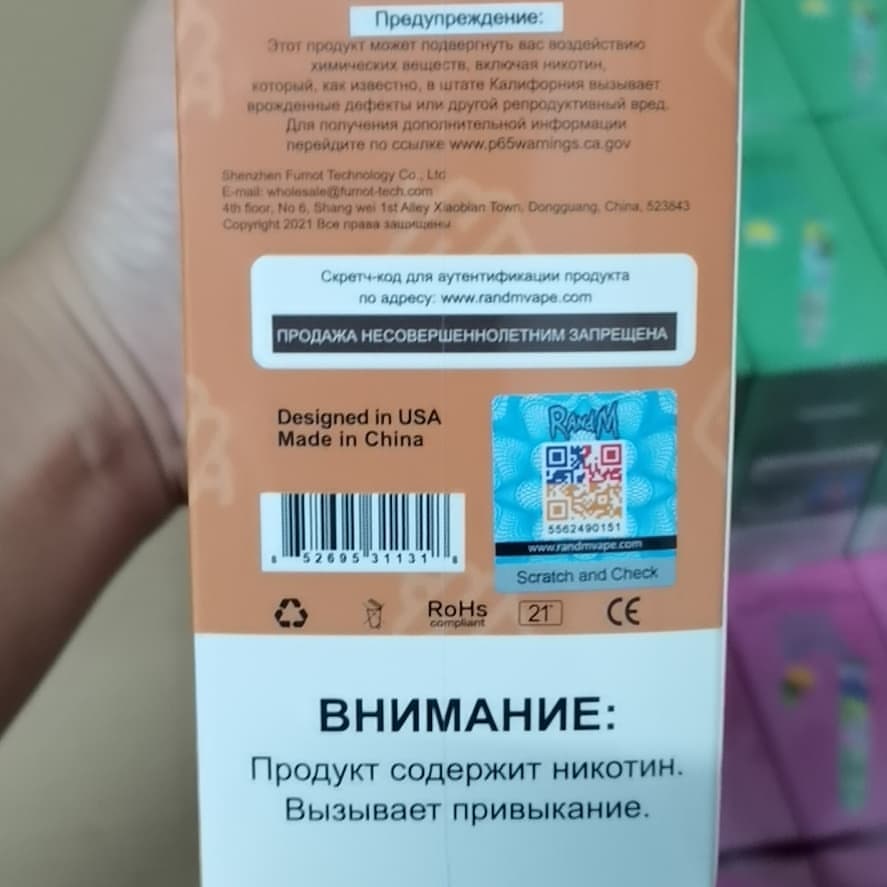 Предупреждение:
Этот продукт может подвергнуть вас воздействию
химических веществ, включая никотин,
который, как известно, в штате Калифорния вызывает
врожденные дефекты или другой репродуктивный вред.
Для получения дополнительной информации
перейдите по ссылке www.p65warnings.ca.gov
Shenzhen Fumot Technology Co., Ltd
E-mail: wholesale@fumot-tech.com
4th floor, No 6, Shang wei 1st Alley Xiaobian Town, Dongguang, China, 523843
Copyright 2021 Все права защищены
Скретч-код для аутентификации продукта
по адресу: www.randmvape.com
ПРОДАЖА НЕСОВЕРШЕННОЛЕТНИМ ЗАПРЕЩЕНА
Designed in USA
Made in China
RandM
5562490151
www.randmvape.com
Scratch and Check
8 52695 31131 8
RoHs
compliant
21+
CE
ВНИМАНИЕ:
Продукт содержит никотин.
Вызывает привыкание.